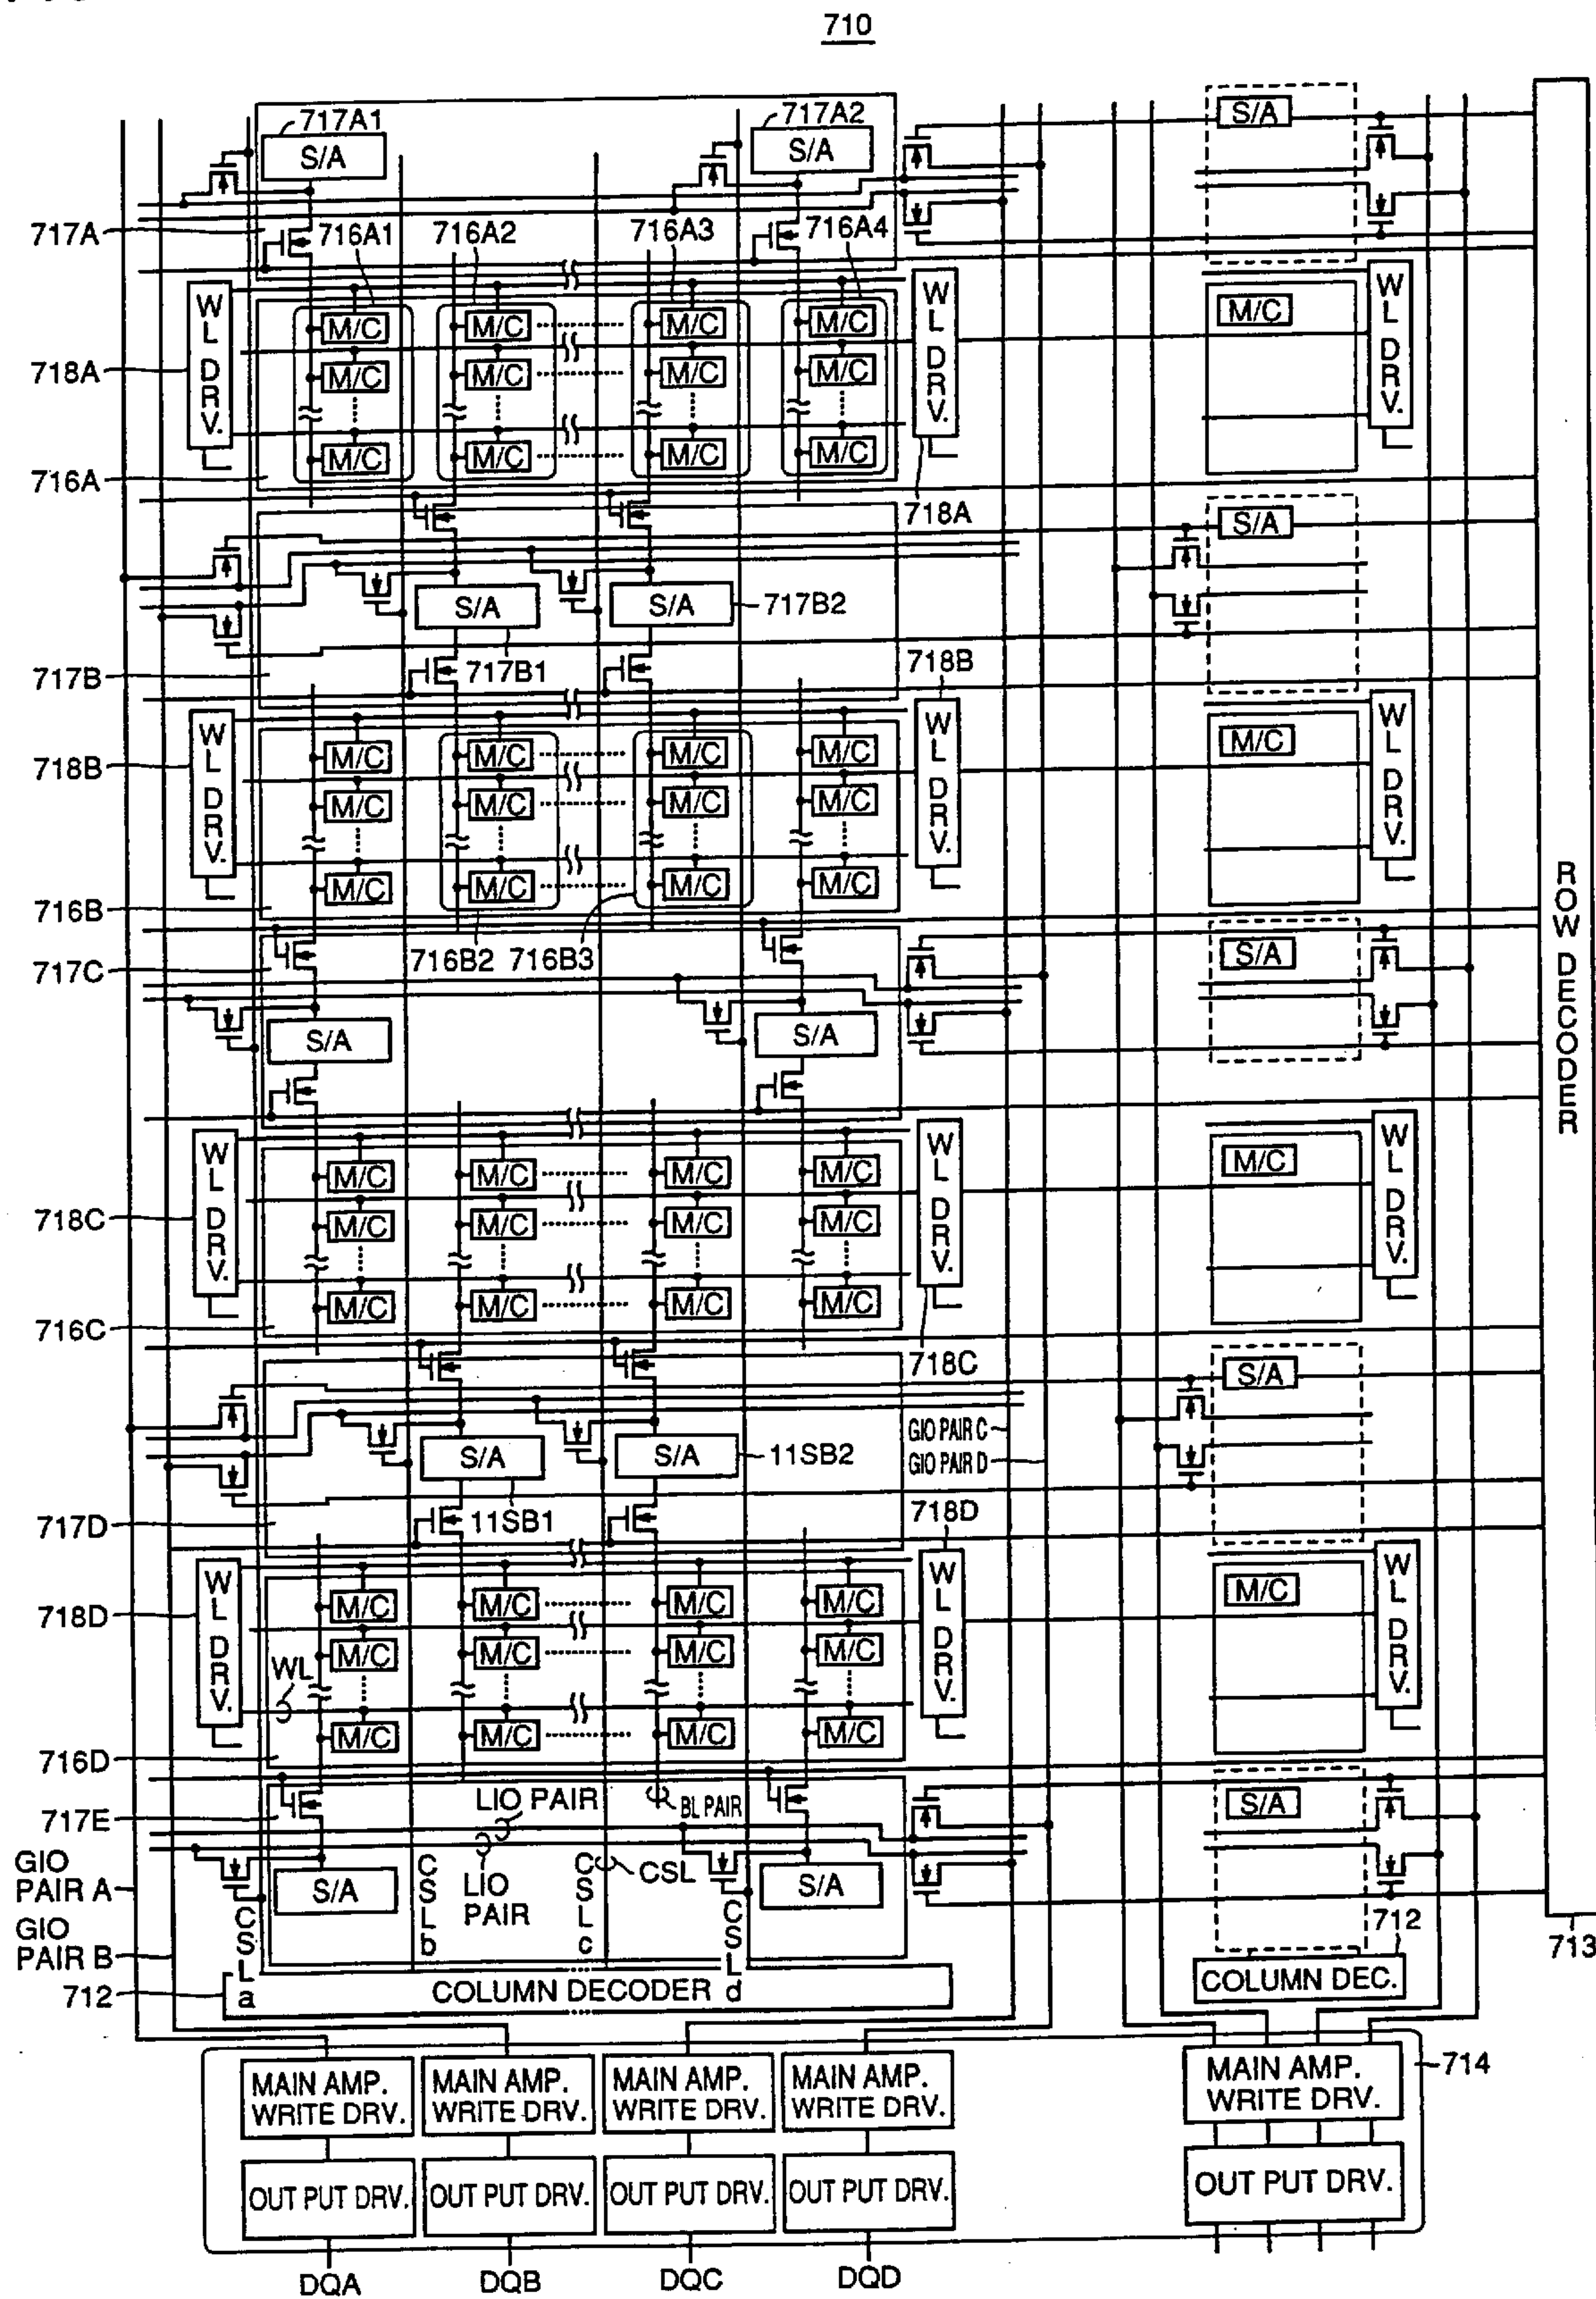 710
717A1
717A2
S/A
S/A
S/A
717A
716A1
716A2
716A3
716A4
WL DRV.
WL DRV.
WL DRV.
M/C
M/C
M/C
M/C
M/C
718A
M/C
M/C
M/C
M/C
M/C
M/C
M/C
M/C
716A
718A
S/A
S/A
S/A
717B2
717B
717B1
718B
WL DRV.
WL DRV.
WL DRV.
M/C
M/C
M/C
M/C
M/C
718B
M/C
M/C
M/C
M/C
M/C
M/C
M/C
M/C
716B
ROW DECODER
717C
716B2
716B3
S/A
S/A
S/A
WL DRV.
WL DRV.
WL DRV.
M/C
M/C
M/C
M/C
M/C
718C
M/C
M/C
M/C
M/C
M/C
M/C
M/C
M/C
716C
718C
S/A
S/A
S/A
11SB2
GIO PAIR C
GIO PAIR D
717D
11SB1
718D
WL DRV.
WL DRV.
WL DRV.
M/C
M/C
M/C
M/C
M/C
718D
M/C
M/C
M/C
M/C
WL
M/C
M/C
M/C
M/C
716D
717E
LIO PAIR
BL PAIR
S/A
GIO
PAIR A
S/A
CSLb
LIO
PAIR
CSLc
CSL
S/A
GIO
PAIR B
CSLa
CSLd
712
713
712
COLUMN DECODER
COLUMN DEC.
MAIN AMP.
WRITE DRV.
MAIN AMP.
WRITE DRV.
MAIN AMP.
WRITE DRV.
MAIN AMP.
WRITE DRV.
MAIN AMP.
WRITE DRV.
714
OUT PUT DRV.
OUT PUT DRV.
OUT PUT DRV.
OUT PUT DRV.
OUT PUT DRV.
DQA
DQB
DQC
DQD